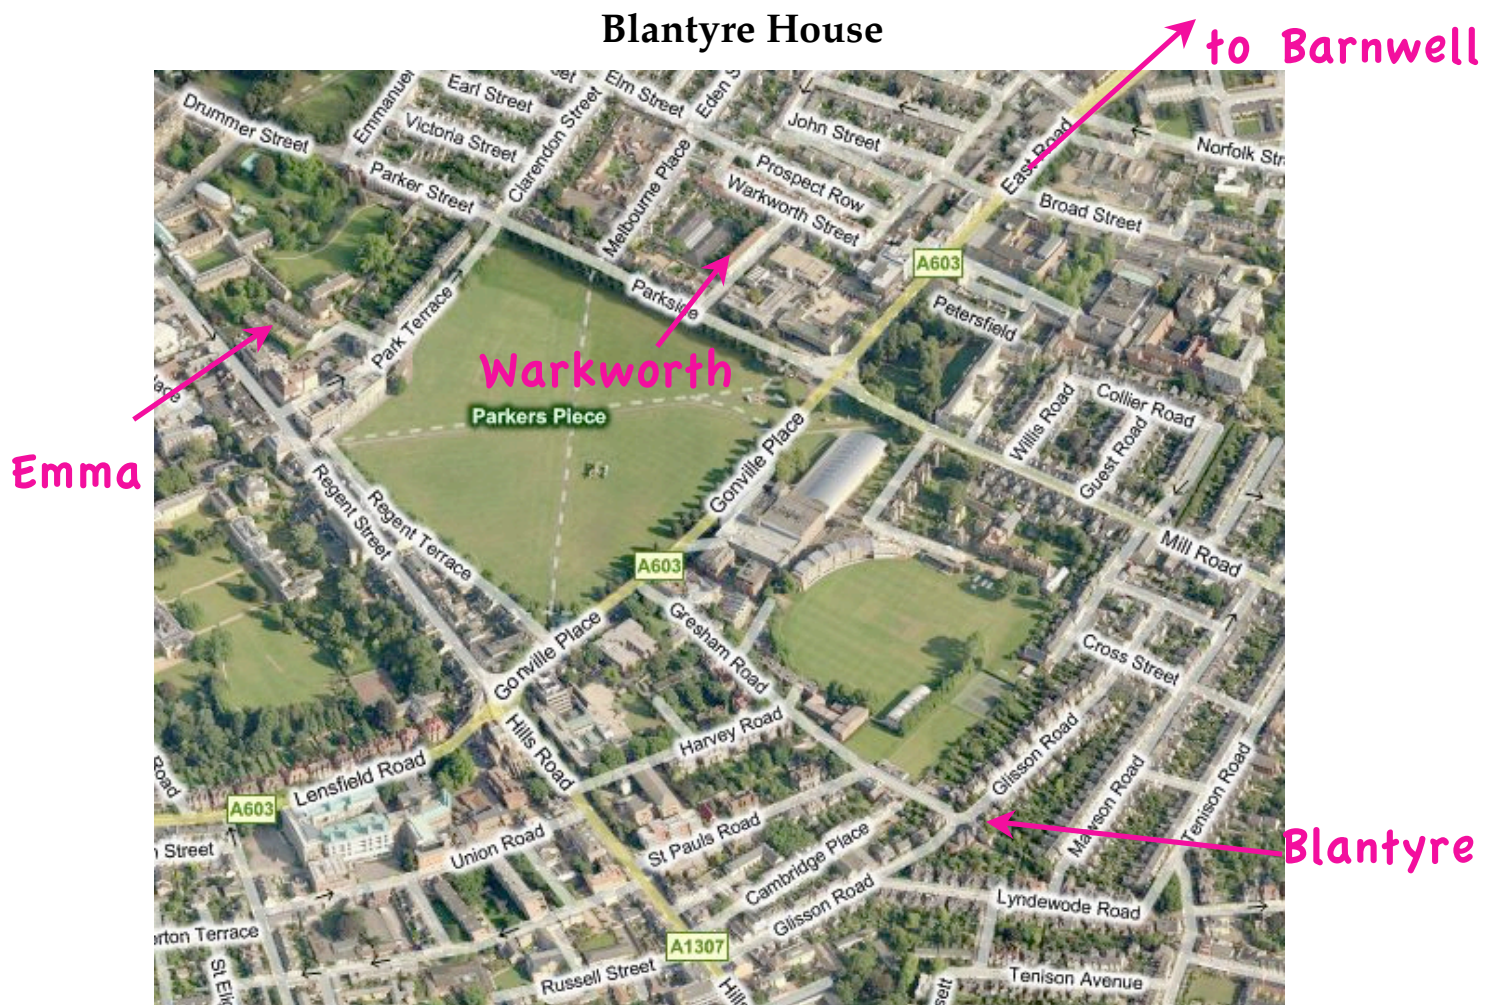 Blantyre House
to Barnwell
Drummer Street
Emmanuel
Earl Street
Victoria Street
Parker Street
Clarendon Street
Elm Street
Eden S
John Street
Melbourne Place
Prospect Row
Warkworth Street
East Road
Broad Street
Norfolk Str
A603
Park Terrace
Parkside
Petersfield
Warkworth
Parkers Piece
Emma
Regent Street
Regent Terrace
Gonville Place
Willis Road
Collier Road
Guest Road
Mill Road
A603
Gonville Place
Gresham Road
Cross Street
Harvey Road
Hills Road
Lensfield Road
A603
Road
Glisson Road
Mawson Road
Tenison Road
Blantyre
Union Road
St Pauls Road
Cambridge Place
Glisson Road
Lyndewode Road
n Street
orton Terrace
A1307
Russell Street
Tenison Avenue
Hills